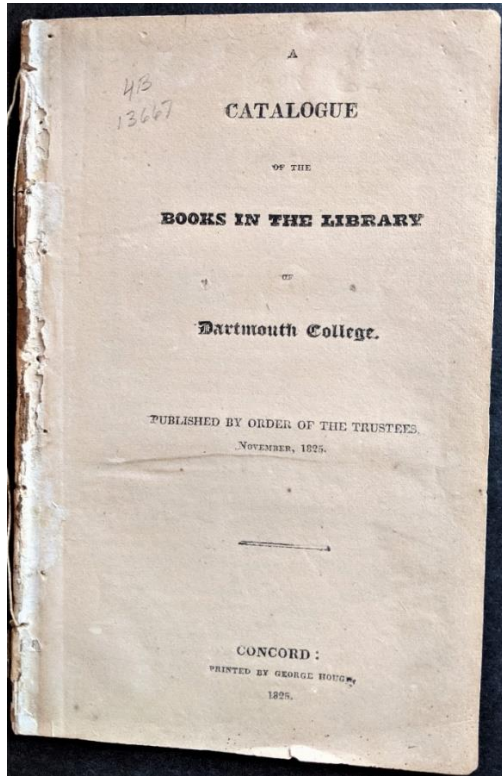 4B
13667
A
CATALOGUE
OF THE
BOOKS IN THE LIBRARY
OF
Dartmouth College.
PUBLISHED BY ORDER OF THE TRUSTEES,
NOVEMBER, 1825.
CONCORD:
PRINTED BY GEORGE HOUGH,
1825.